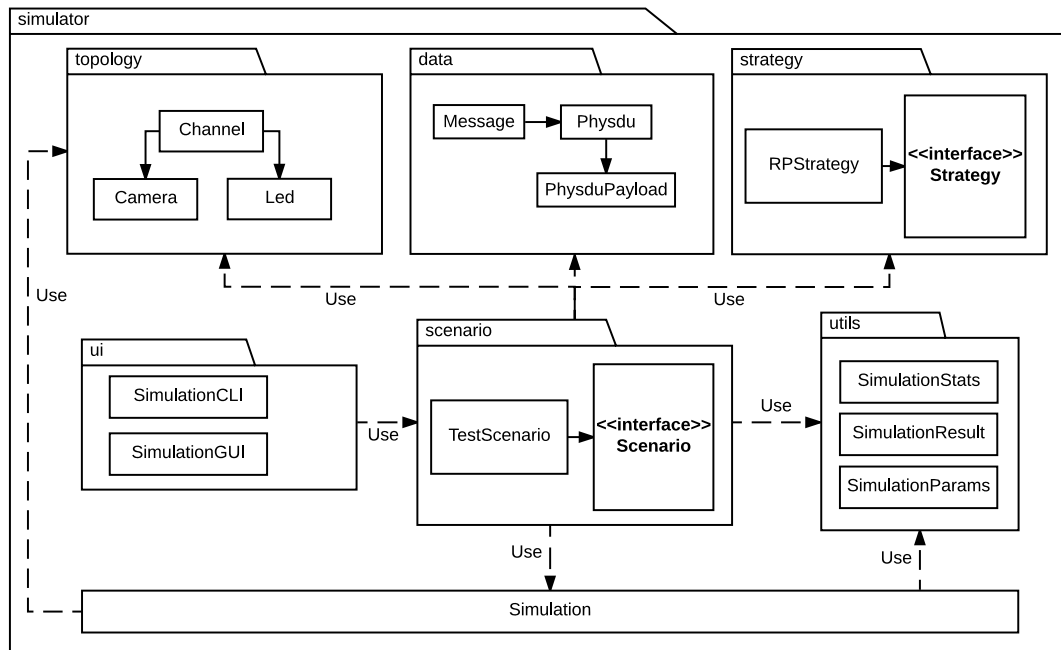 simulator
topology
Channel
Camera
Led
data
Message
Physdu
PhysduPayload
strategy
RPStrategy
<<interface>>
Strategy
Use
Use
Use
ui
SimulationCLI
SimulationGUI
Use
scenario
TestScenario
<<interface>>
Scenario
Use
utils
SimulationStats
SimulationResult
SimulationParams
Use
Use
Simulation